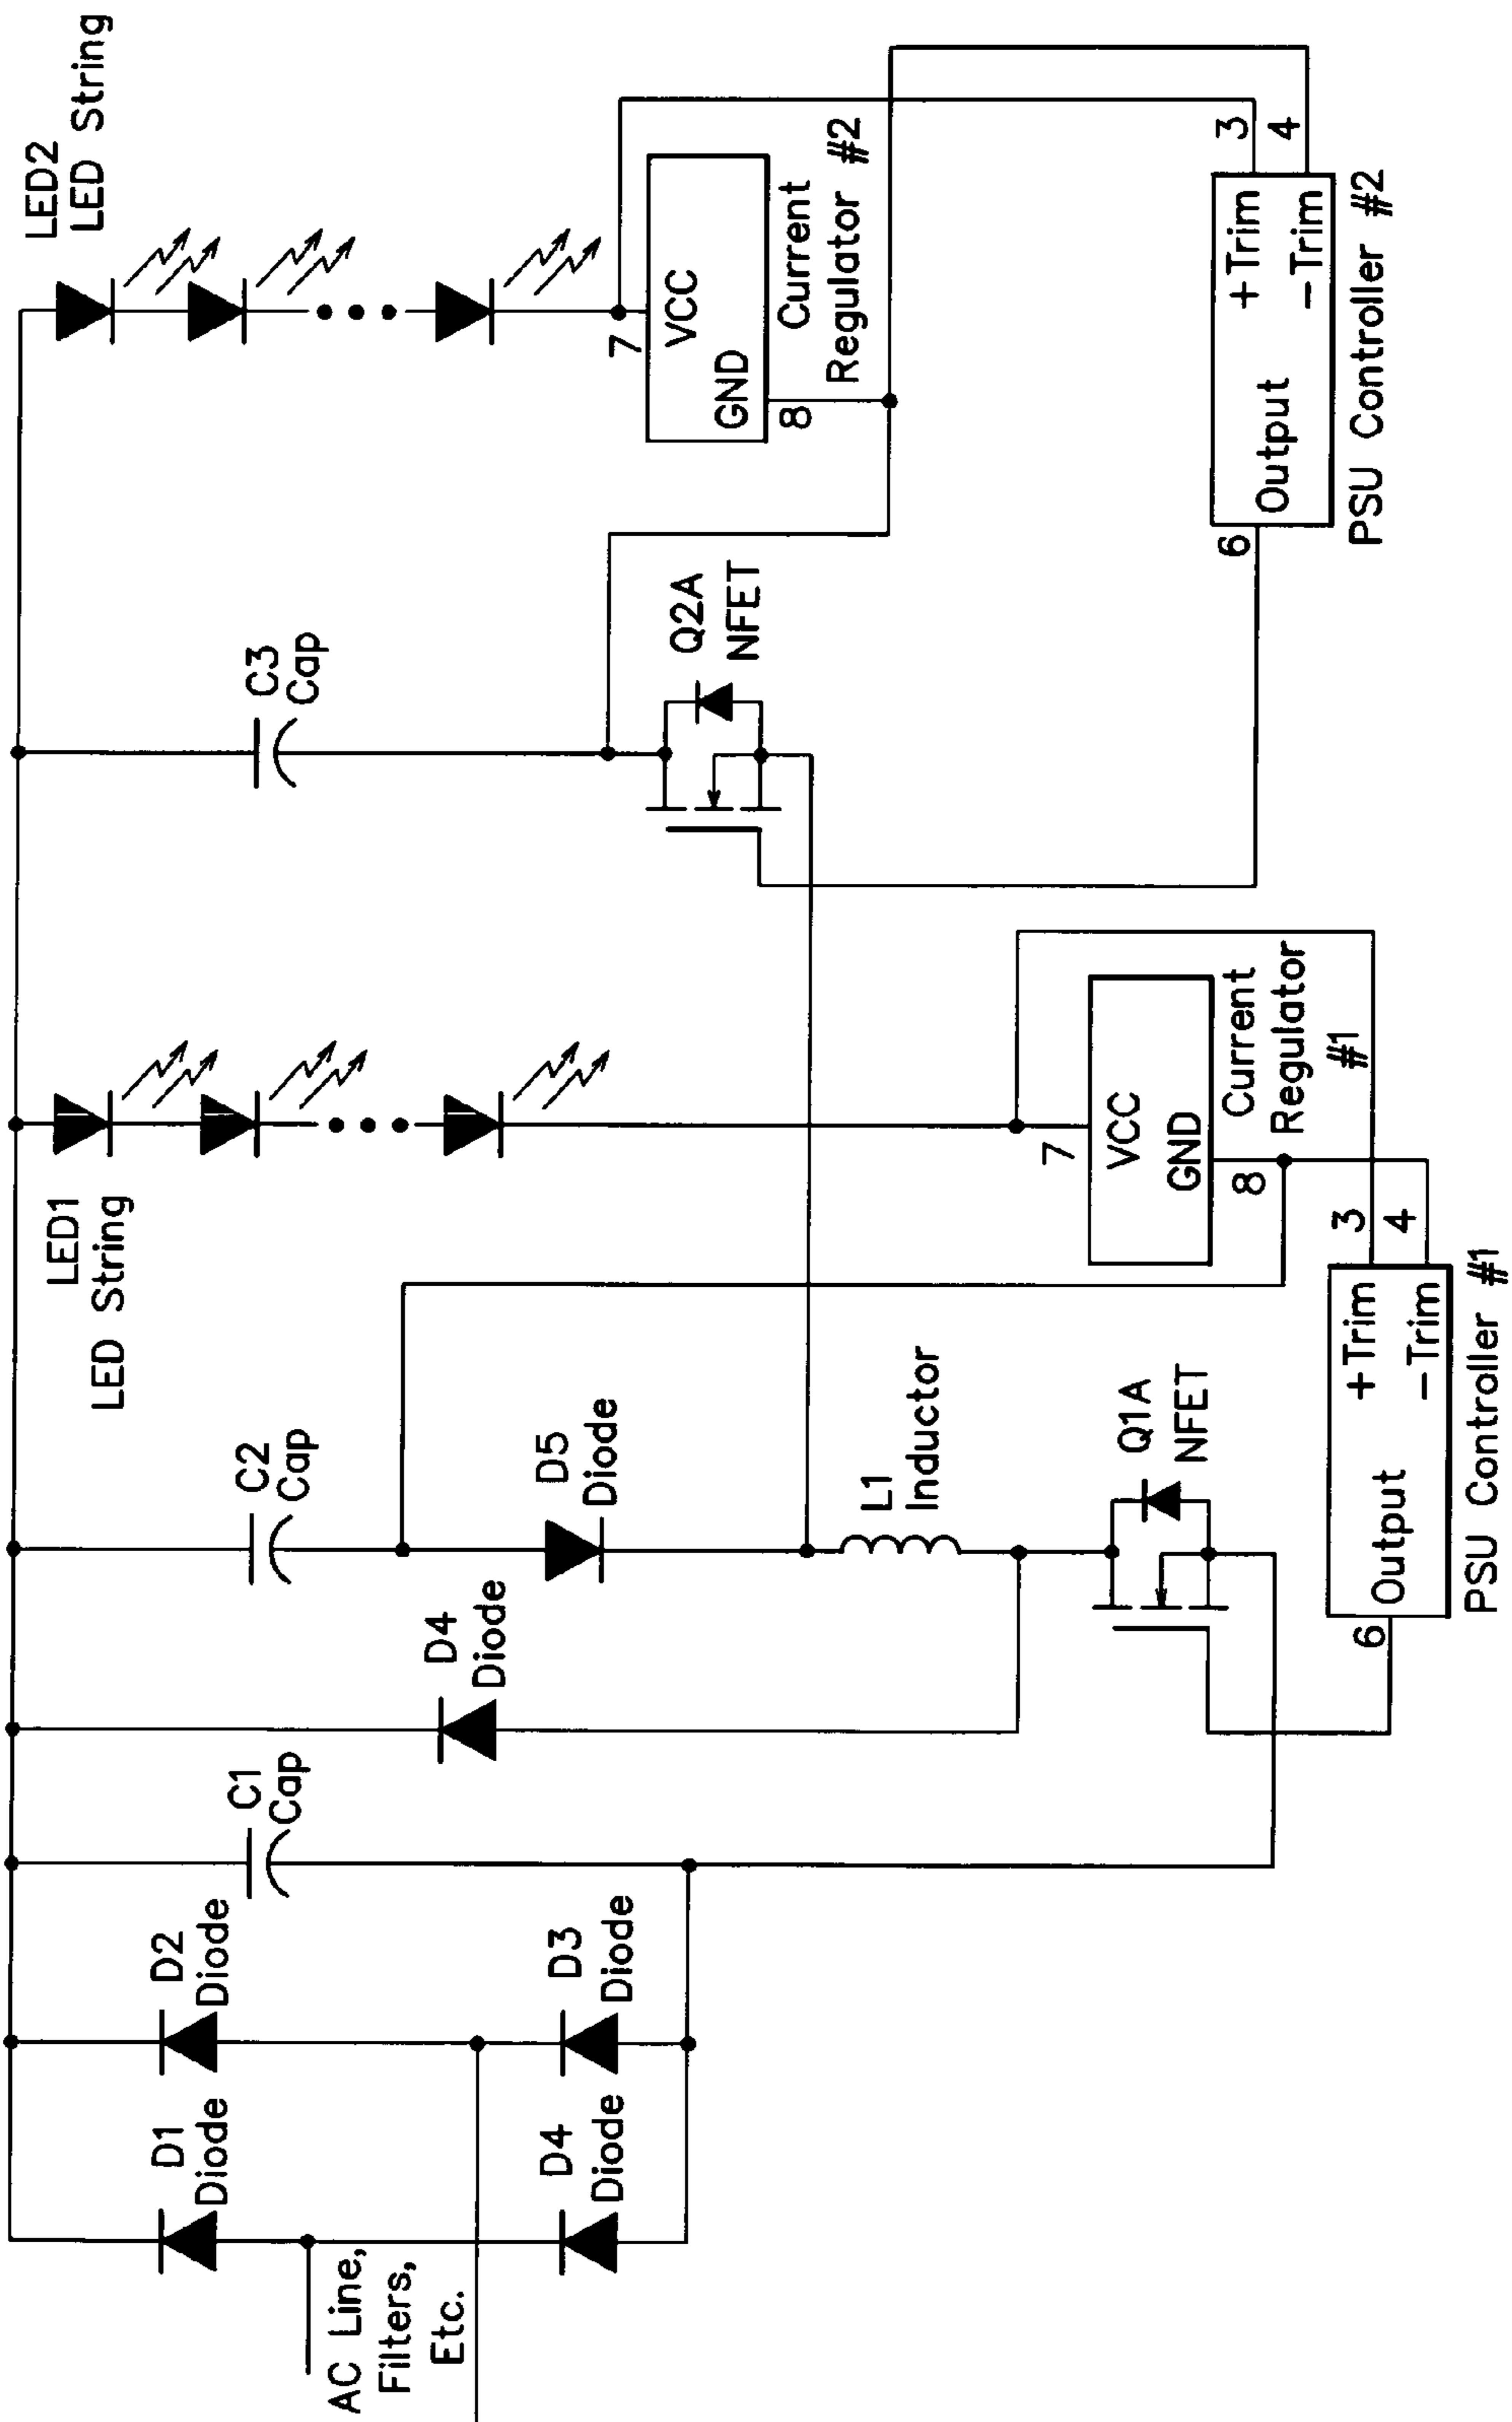 AC Line,
Filters,
Etc.
D1
Diode
D2
Diode
D4
Diode
D3
Diode
C1
Cap
D4
Diode
C2
Cap
D5
Diode
L1
Inductor
Q1A
NFET
LED1
LED String
7
VCC
GND
8
Current
Regulator
#1
3
4
+Trim
-Trim
Output
6
PSU Controller #1
C3
Cap
Q2A
NFET
LED2
LED String
7
VCC
GND
8
Current
Regulator #2
3
4
+Trim
-Trim
Output
6
PSU Controller #2